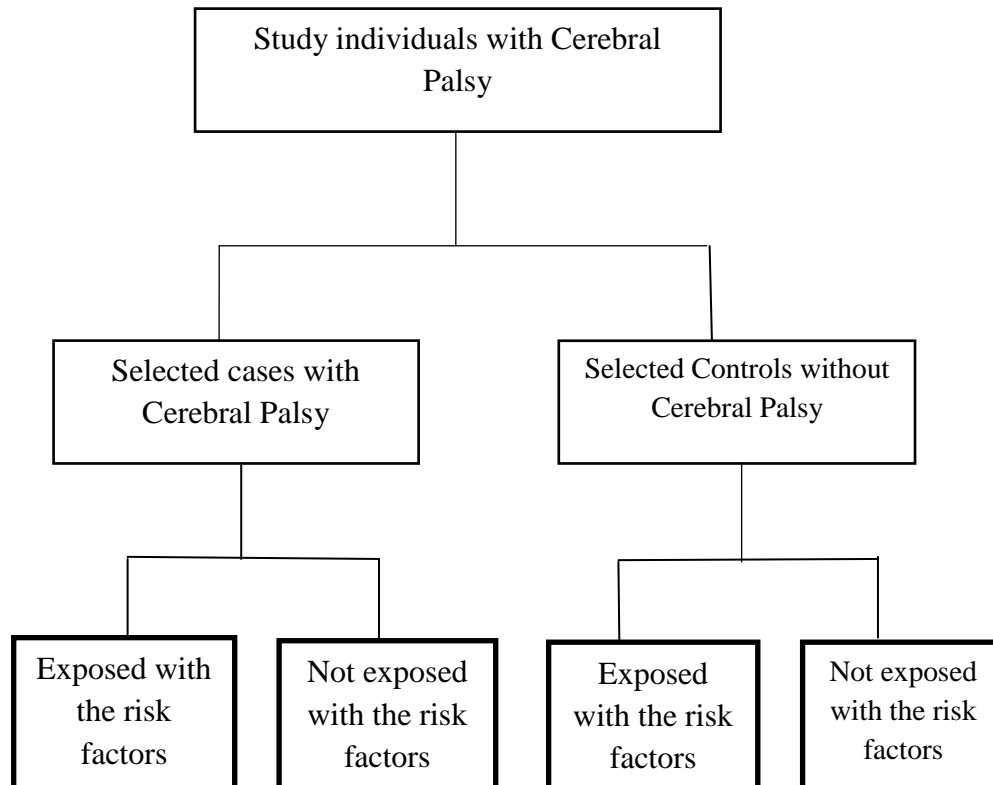 Study individuals with Cerebral
Palsy
Selected cases with
Cerebral Palsy
Selected Controls without
Cerebral Palsy
Exposed with
the risk
factors
Not exposed
with the risk
factors
Exposed
with the risk
factors
Not exposed
with the risk
factors